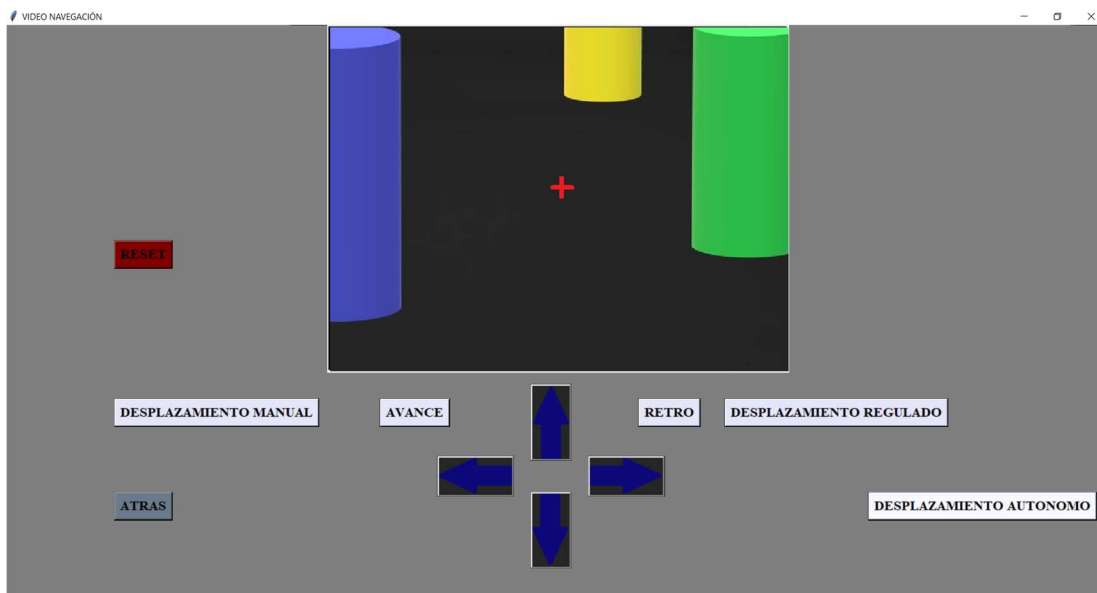 VIDEO NAVEGACIÓN
RESET
DESPLAZAMIENTO MANUAL
AVANCE
RETRO
DESPLAZAMIENTO REGULADO
ATRAS
DESPLAZAMIENTO AUTONOMO